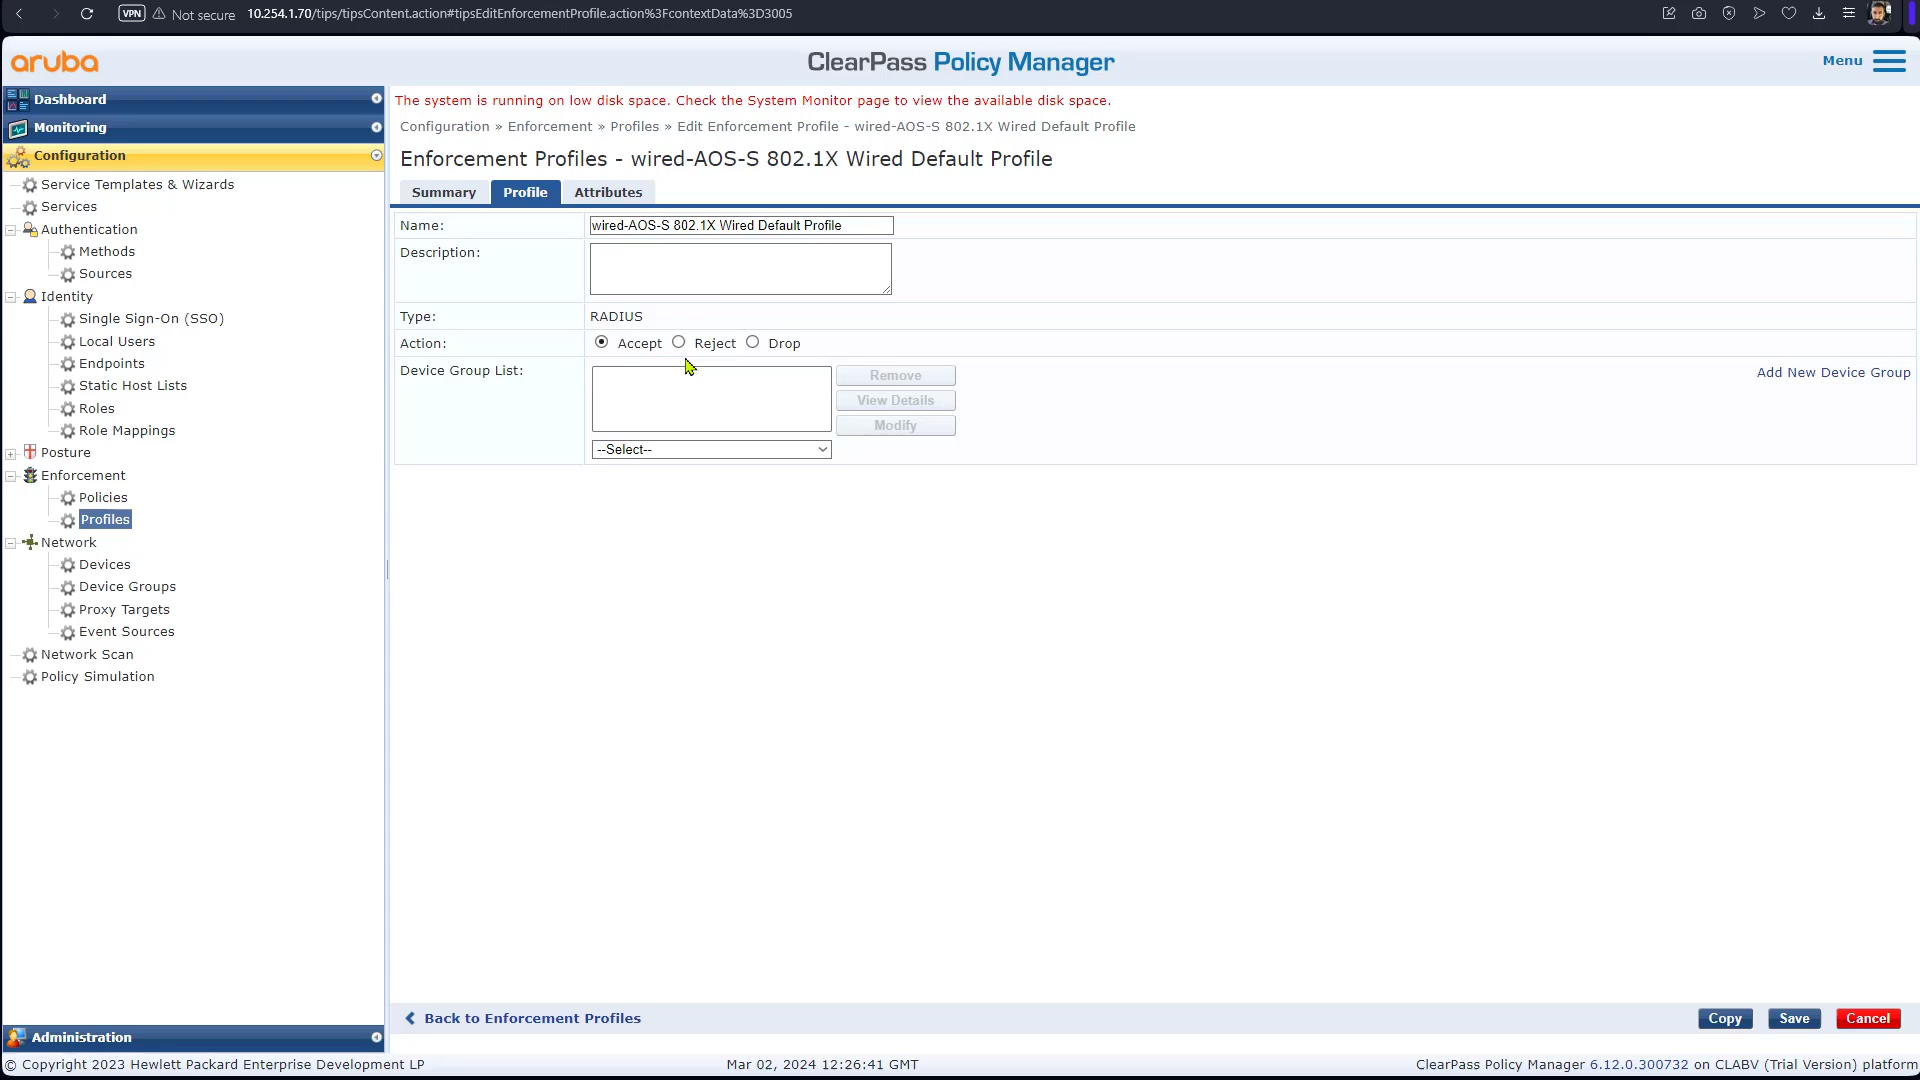 VPN Not secure 10.254.1.70/tips/tipsContent.action#tipsEditEnforcementProfile.action%3FcontextData%3D3005
aruba
ClearPass Policy Manager
Menu
Dashboard
Monitoring
Configuration
Service Templates & Wizards
Services
Authentication
Methods
Sources
Identity
Single Sign-On (SSO)
Local Users
Endpoints
Static Host Lists
Roles
Role Mappings
Posture
Enforcement
Policies
Profiles
Network
Devices
Device Groups
Proxy Targets
Event Sources
Network Scan
Policy Simulation
Administration
The system is running on low disk space. Check the System Monitor page to view the available disk space.
Configuration » Enforcement » Profiles » Edit Enforcement Profile - wired-AOS-S 802.1X Wired Default Profile
Enforcement Profiles - wired-AOS-S 802.1X Wired Default Profile
Summary Profile Attributes
Name: wired-AOS-S 802.1X Wired Default Profile
Description:
Type: RADIUS
Action: Accept Reject Drop
Device Group List:
Remove
View Details
Modify
Add New Device Group
--Select--
Back to Enforcement Profiles
Copy Save Cancel
© Copyright 2023 Hewlett Packard Enterprise Development LP
Mar 02, 2024 12:26:41 GMT
ClearPass Policy Manager 6.12.0.300732 on CLABV (Trial Version) platform